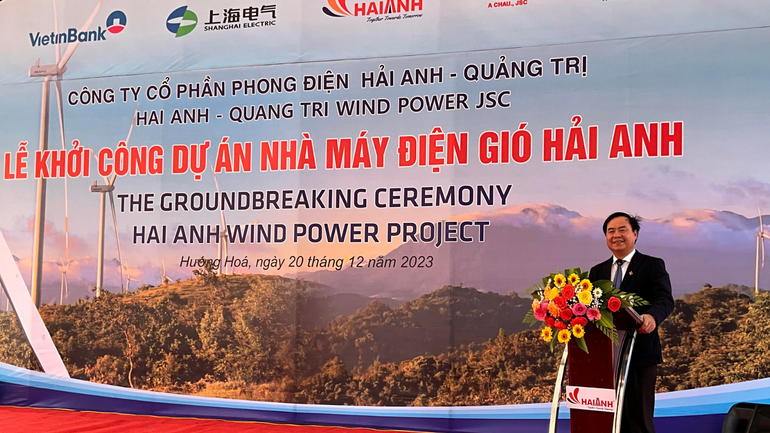 VietinBank
上海电气
SHANGHAI ELECTRIC
HAIANH
Together Towards Tomorrow
A CHAU., JSC
CÔNG TY CỔ PHẦN PHONG ĐIỆN HẢI ANH - QUẢNG TRỊ
HAI ANH - QUANG TRI WIND POWER JSC
LỄ KHỞI CÔNG DỰ ÁN NHÀ MÁY ĐIỆN GIÓ HẢI ANH
THE GROUNDBREAKING CEREMONY
HAI ANH WIND POWER PROJECT
Hướng Hoá, ngày 20 tháng 12 năm 2023
HAIANH